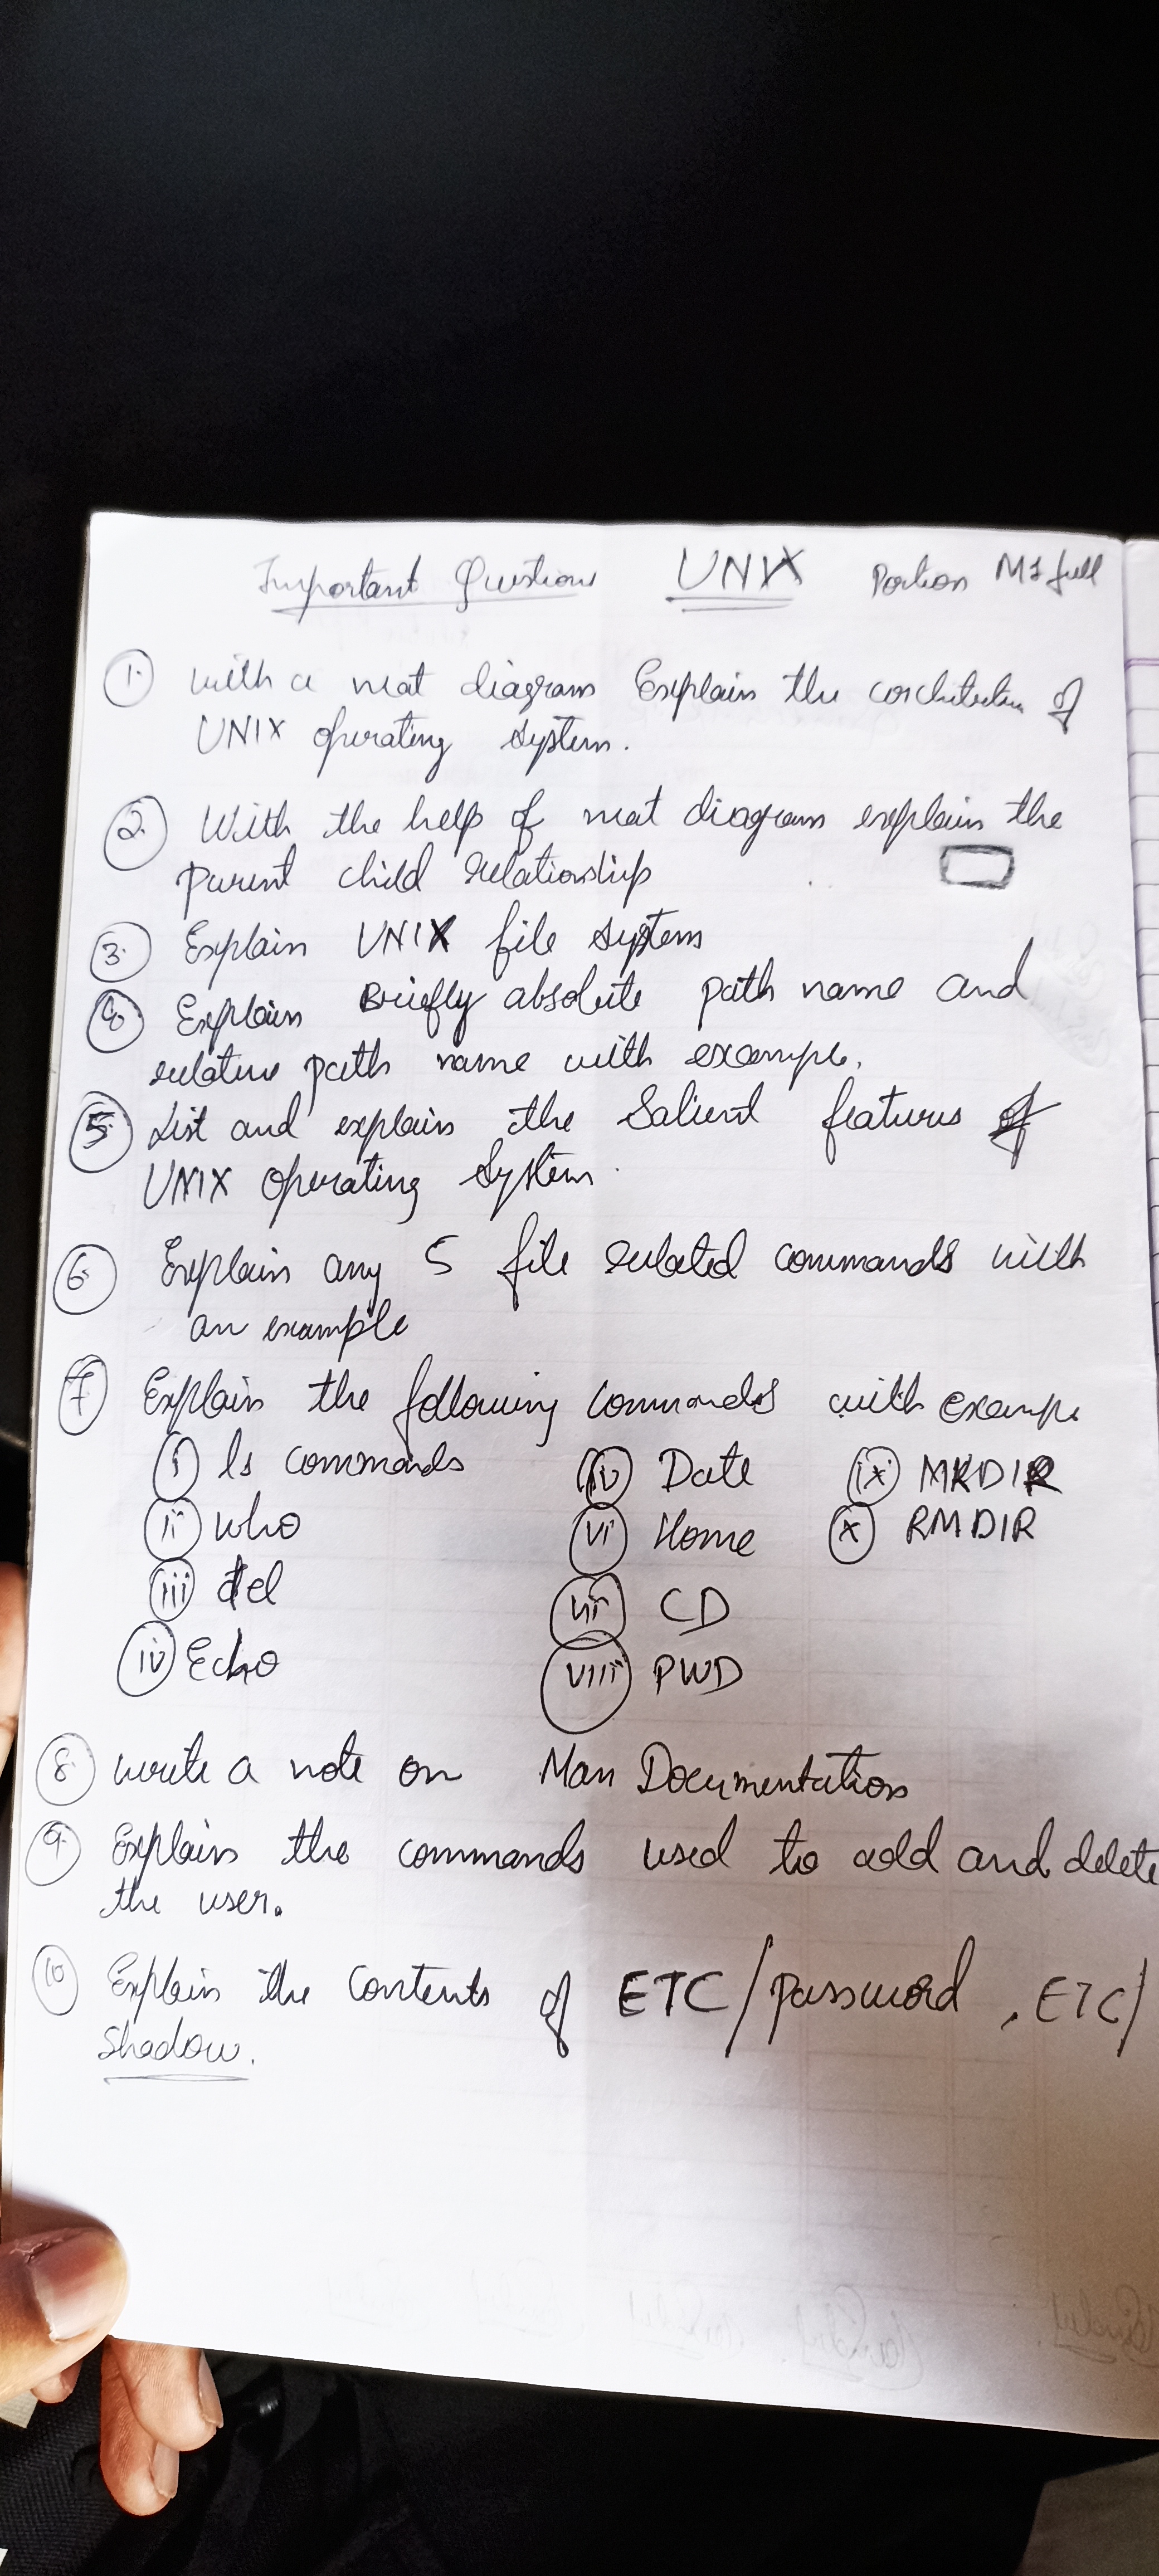 Important Questions UNIX Portion M1 full
1. With a neat diagram Explain the of
UNIX operating system.
2. With the help of neat diagram explain the
parent child relationship
3. Explain UNIX file system
4. Explain Briefly absolute path name and
relative path name with example.
5. List and explain the Salient features of
UNIX operating system.
6. Explain any 5 file related commands with
an example
7 Explain the following commands with example
i ls commands iv Date ix MKDIR
ii who vi Home x RMDIR
iii vii CD
iv Echo viii PWD
8. Write a note on Man Documentation
9. Explain the commands used to add and delete
the user.
10 Explain the contents of ETC/password, ETC/
Shadow.